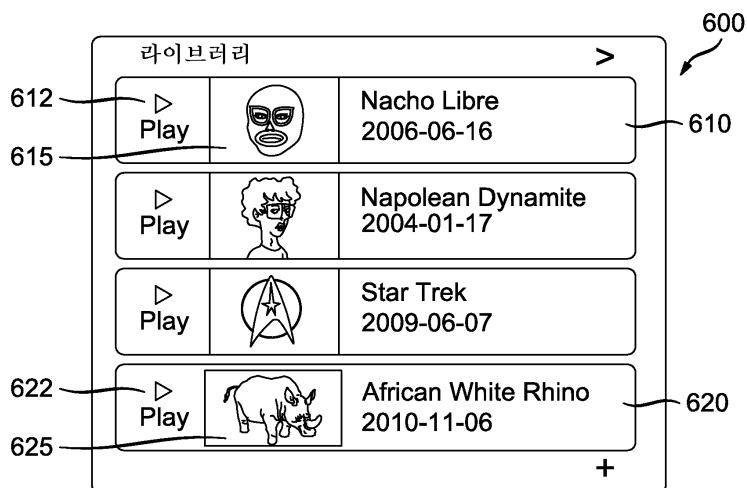 600
라이브러리 >
612
Play
Nacho Libre
2006-06-16
610
615
Play
Napolean Dynamite
2004-01-17
Play
Star Trek
2009-06-07
622
Play
African White Rhino
2010-11-06
620
625
+